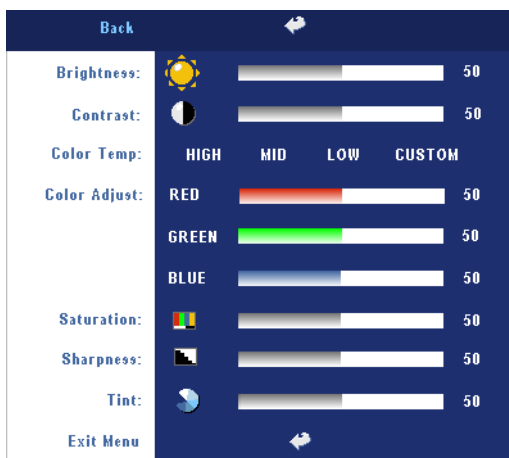 Back
Brightness: 50
Contrast: 50
Color Temp: HIGH MID LOW CUSTOM
Color Adjust: RED 50
GREEN 50
BLUE 50
Saturation: 50
Sharpness: 50
Tint: 50
Exit Menu